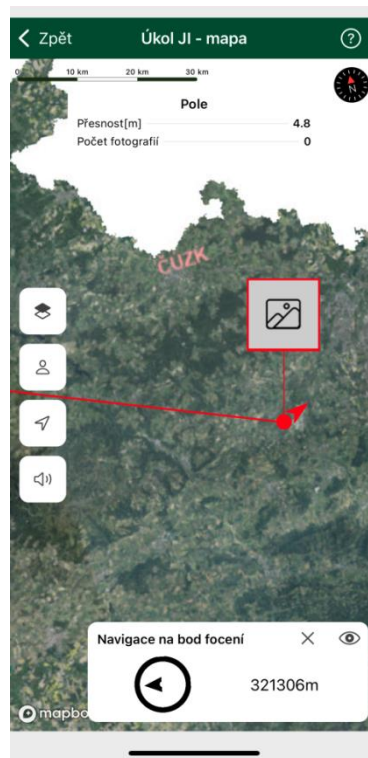 Zpět
Úkol JI - mapa
?
0 10 km 20 km 30 km
N
Pole
Přesnost[m] 4.8
Počet fotografií 0
ČUZK
Navigace na bod focení
321306m
mapbo